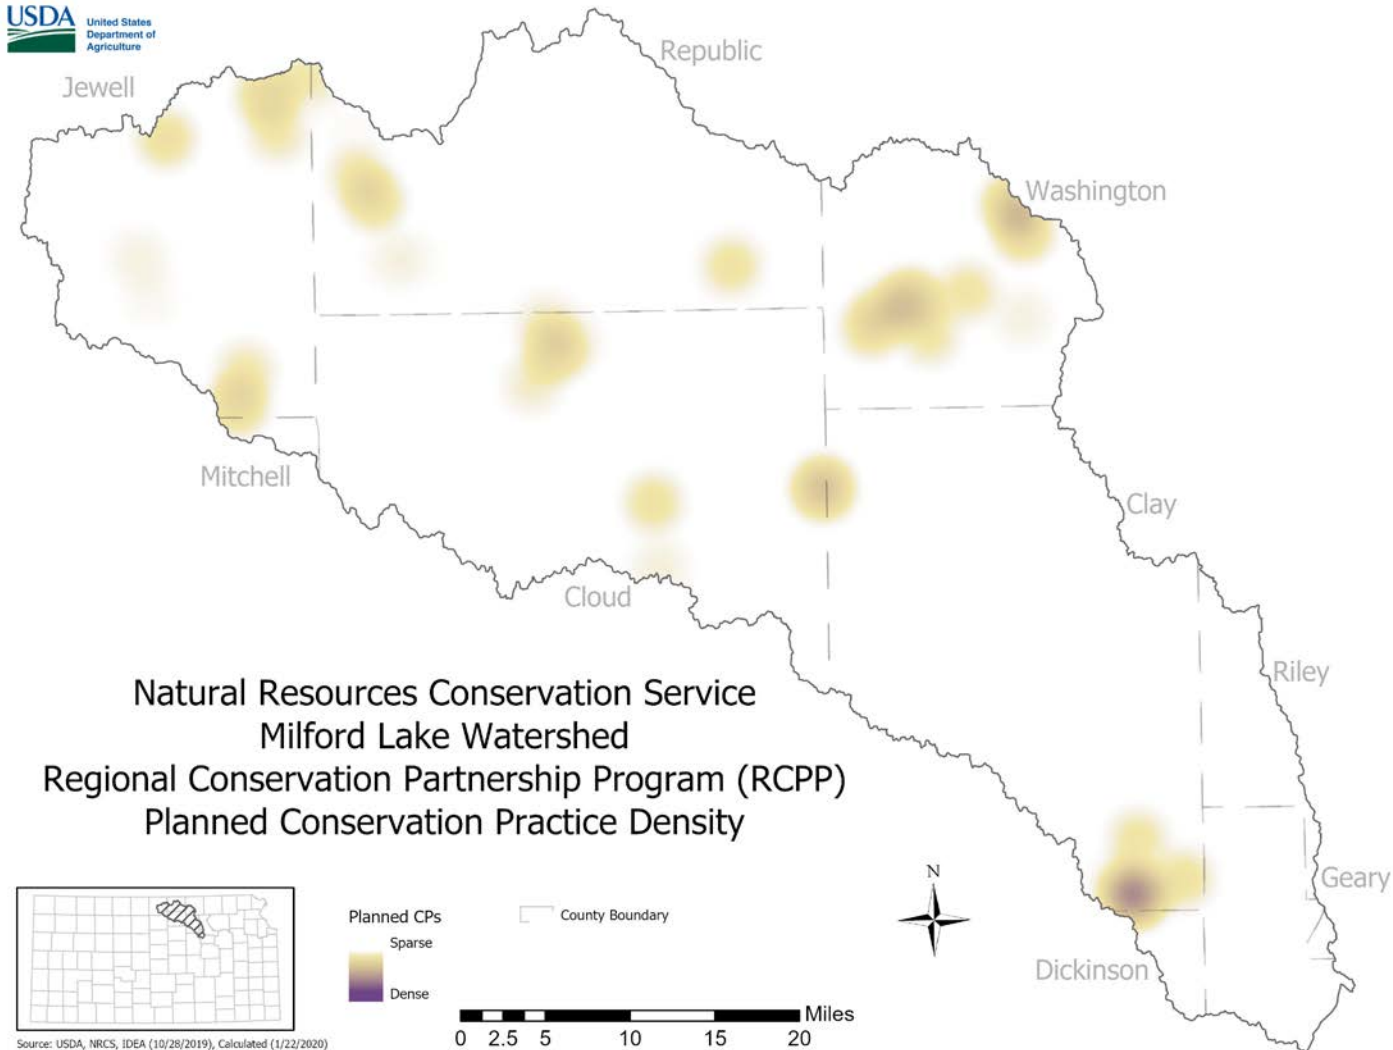 USDA
United States
Department of
Agriculture
Republic
Jewell
Washington
Mitchell
Clay
Cloud
Riley
Natural Resources Conservation Service
Milford Lake Watershed
Regional Conservation Partnership Program (RCPP)
Planned Conservation Practice Density
Geary
Dickinson
N
Planned CPs
Sparse
Dense
County Boundary
Miles
0 2.5 5 10 15 20
Source: USDA, NRCS, IDEA (10/28/2019), Calculated (1/22/2020)